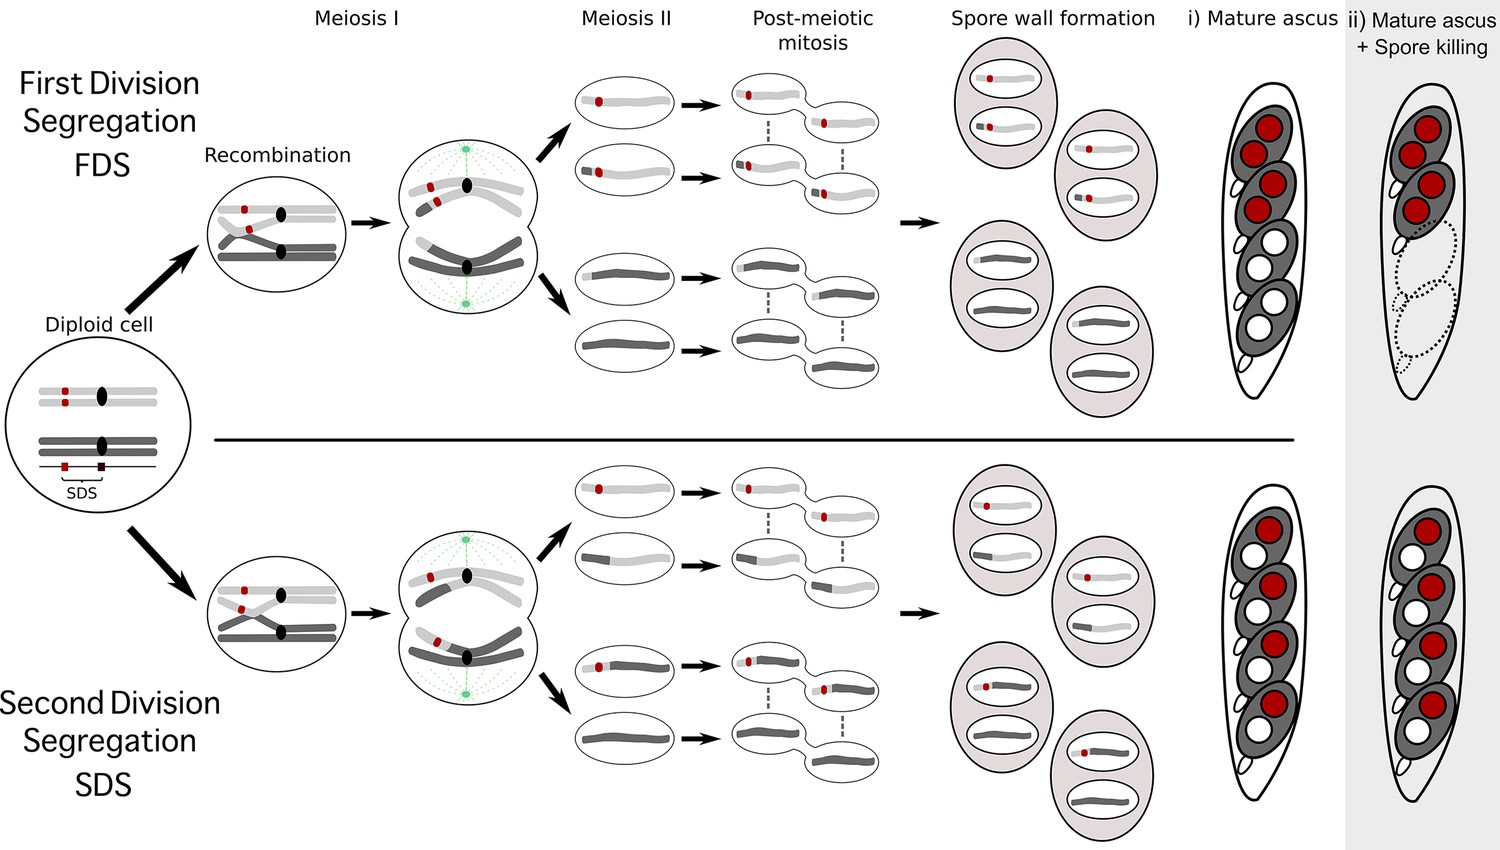 Meiosis I
Meiosis II
Post-meiotic
mitosis
Spore wall formation
i) Mature ascus
ii) Mature ascus
+ Spore killing
First Division
Segregation
FDS
Recombination
Diploid cell
SDS
Second Division
Segregation
SDS